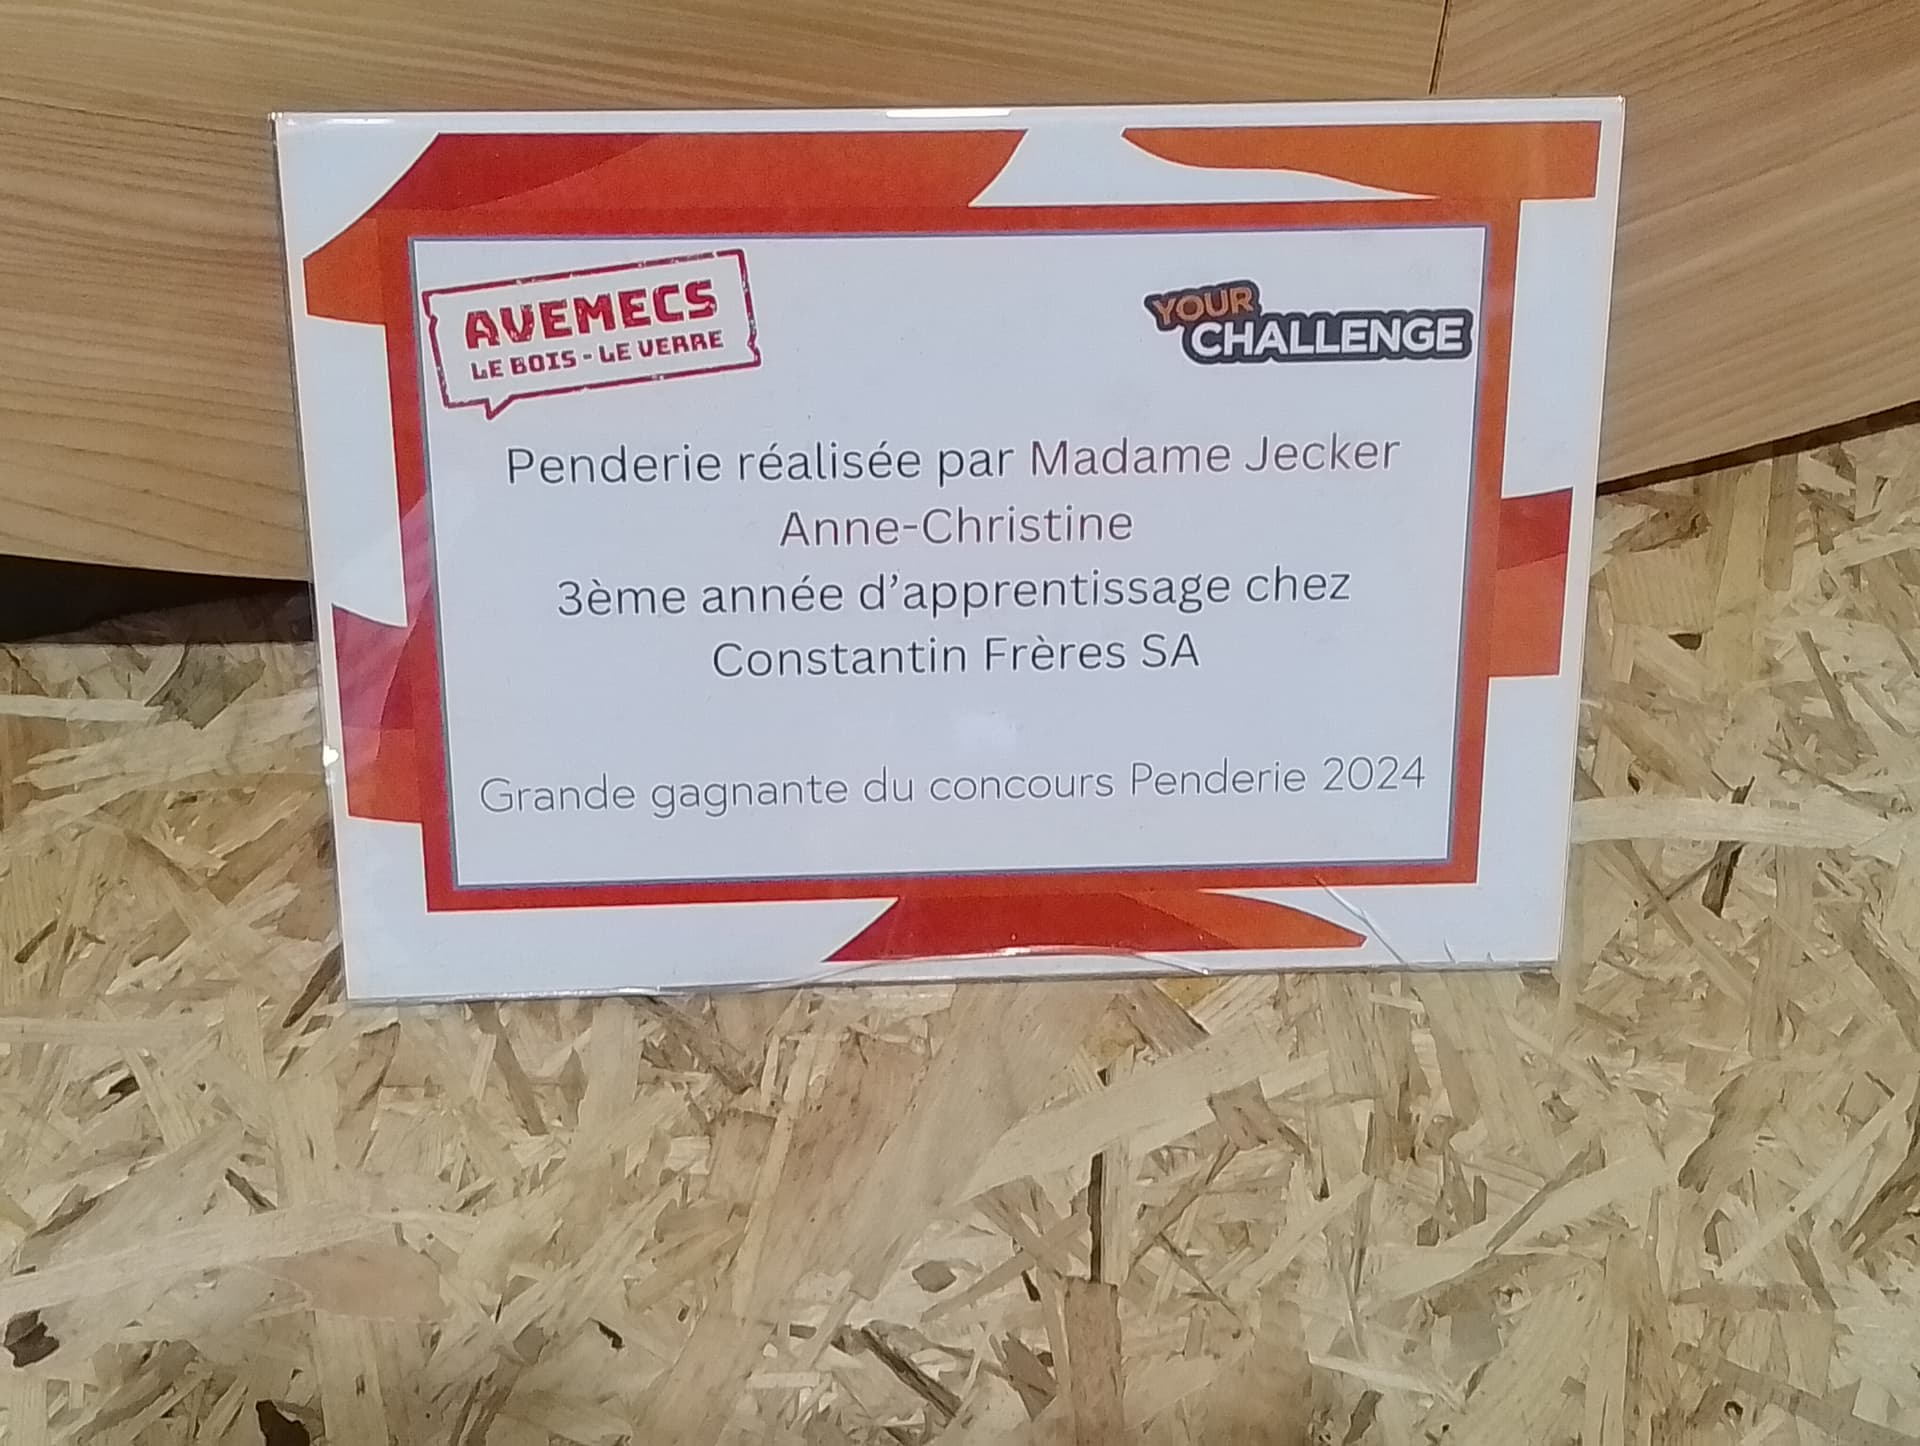 AVEMECS
LE BOIS - LE VERRE
YOUR
CHALLENGE
Penderie réalisée par Madame Jecker
Anne-Christine
3ème année d'apprentissage chez
Constantin Frères SA
Grande gagnante du concours Penderie 2024